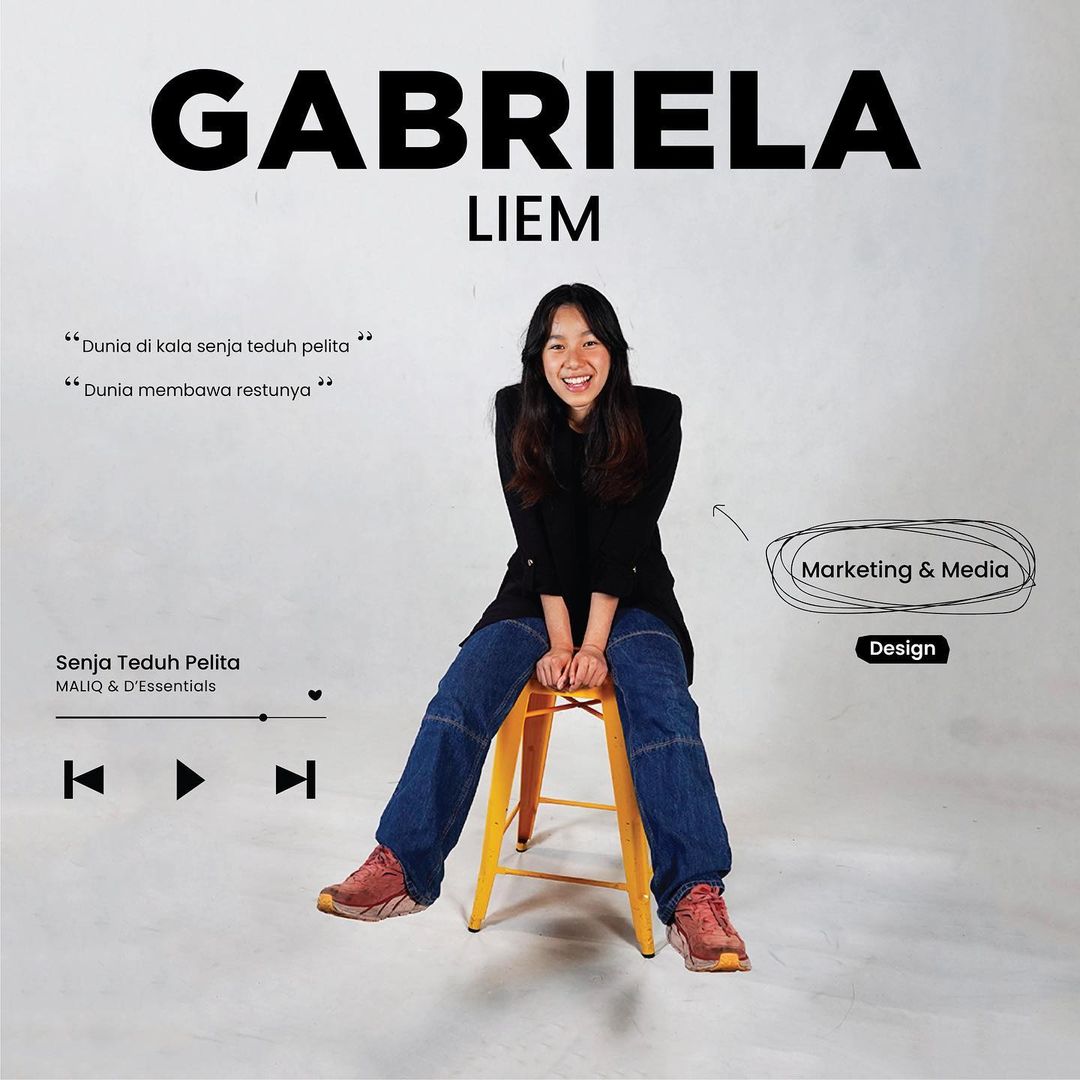 GABRIELA
LIEM
“Dunia di kala senja teduh pelita”
“Dunia membawa restunya”
Marketing & Media
Design
Senja Teduh Pelita
MALIQ & D’Essentials